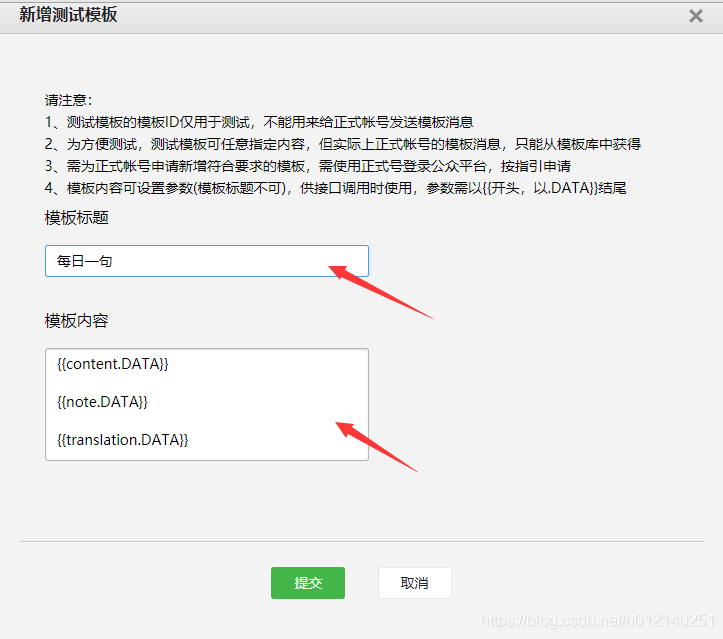 新增测试模板
请注意：
1、测试模板的模板ID仅用于测试，不能用来给正式帐号发送模板消息
2、为方便测试，测试模板可任意指定内容，但实际上正式帐号的模板消息，只能从模板库中获得
3、需为正式帐号申请新增符合要求的模板，需使用正式号登录公众平台，按指引申请
4、模板内容可设置参数(模板标题不可)，供接口调用时使用，参数需以{{开头，以.DATA}}结尾
模板标题
每日一句
模板内容
{{content.DATA}}
{{note.DATA}}
{{translation.DATA}}
提交 取消
https://blog.csdn.net/u012140251